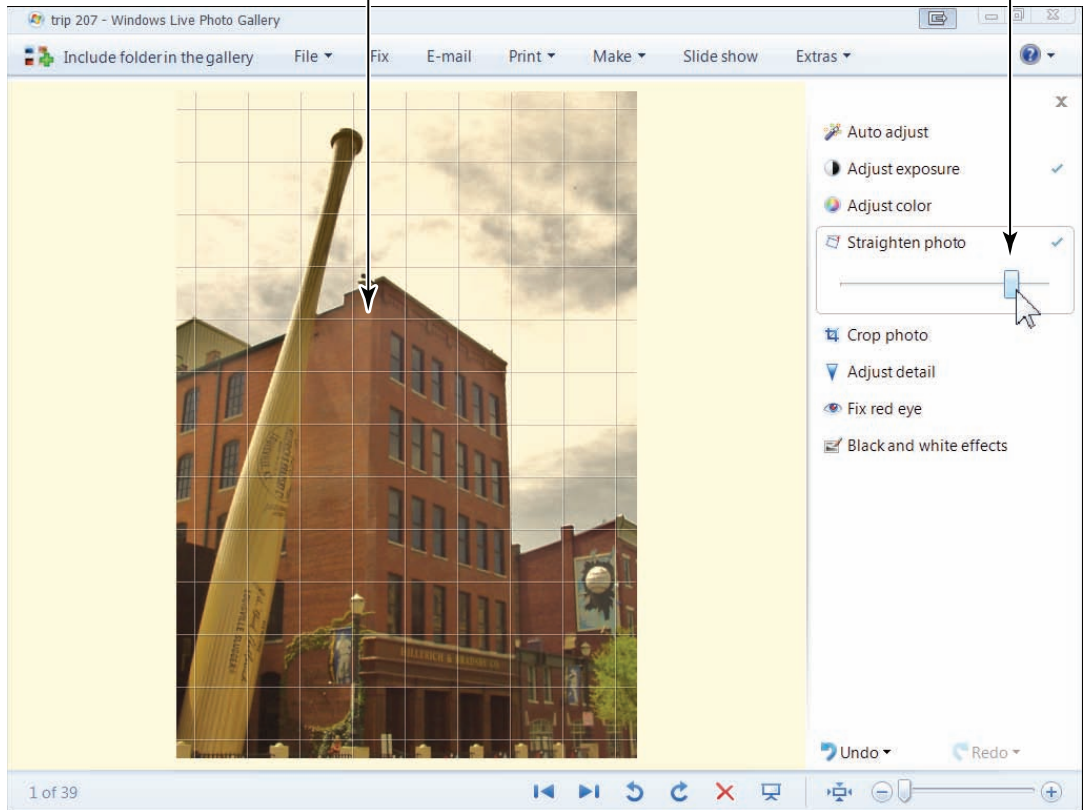 trip 207 - Windows Live Photo Gallery
Include folder in the gallery File Fix E-mail Print Make Slide show Extras
Auto adjust
Adjust exposure
Adjust color
Straighten photo
Crop photo
Adjust detail
Fix red eye
Black and white effects
HILLERICH & BRADSBY CO
LOUISVILLE SLUGGER
Undo Redo
1 of 39